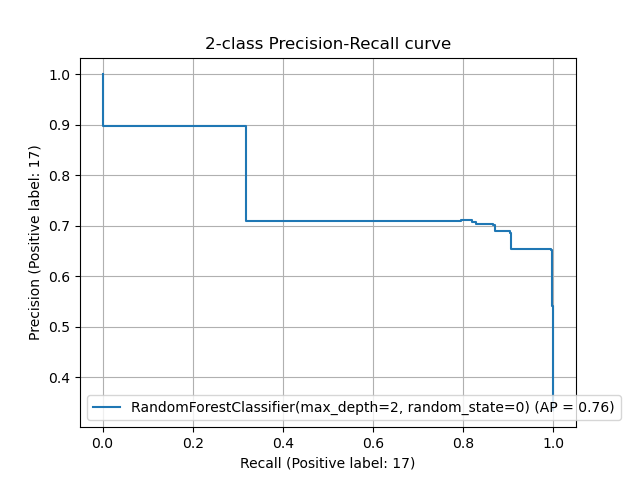 2-class Precision-Recall curve
1.0
0.9
0.8
0.7
0.6
0.5
0.4
Precision (Positive label: 17)
RandomForestClassifier(max_depth=2, random_state=0) (AP = 0.76)
0.0 0.2 0.4 0.6 0.8 1.0
Recall (Positive label: 17)